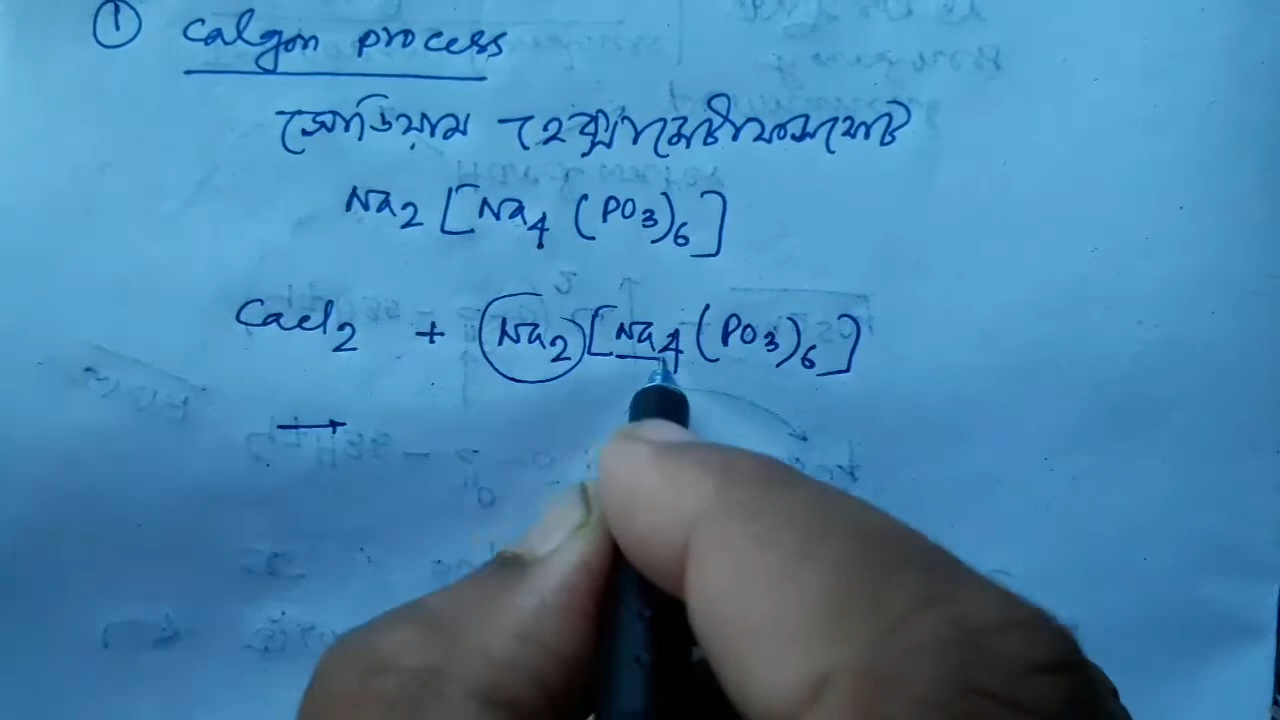 ① Calgon process
সোডিয়াম হেক্সামেটাফসফেট
Na2 [Na4 (PO3)6]
CaCl2 + (Na2) [Na4 (PO3)6]
→